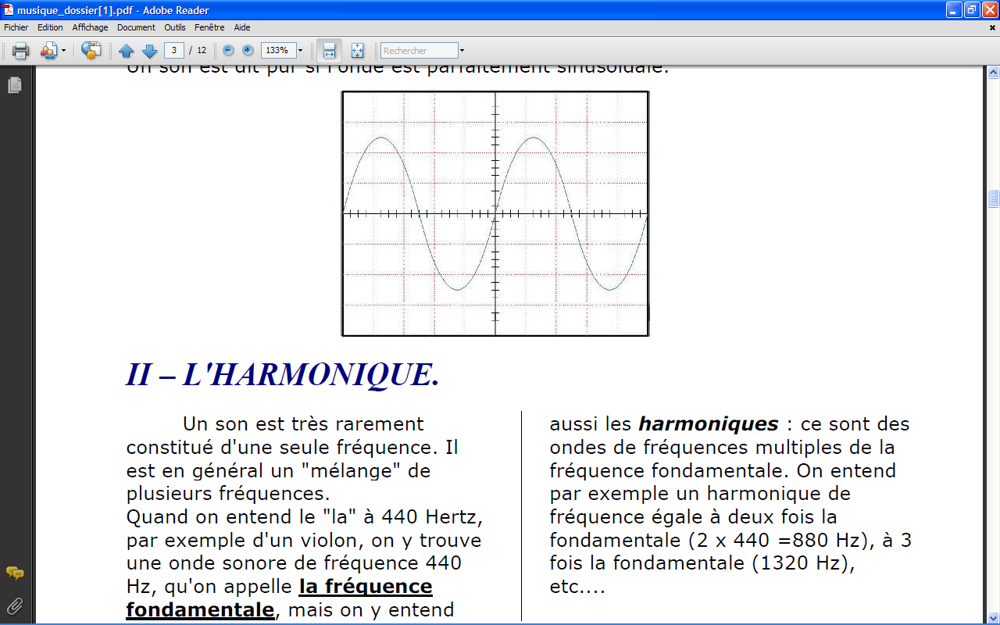 musique_dossier[1].pdf - Adobe Reader
Fichier Edition Affichage Document Outils Fenêtre Aide
3 / 12 133% Rechercher
Un son est dit pur si l'onde est parfaitement sinusoïdale.
II – L'HARMONIQUE.
Un son est très rarement
constitué d'une seule fréquence. Il
est en général un "mélange" de
plusieurs fréquences.
Quand on entend le "la" à 440 Hertz,
par exemple d'un violon, on y trouve
une onde sonore de fréquence 440
Hz, qu'on appelle la fréquence
fondamentale, mais on y entend
aussi les harmoniques : ce sont des
ondes de fréquences multiples de la
fréquence fondamentale. On entend
par exemple un harmonique de
fréquence égale à deux fois la
fondamentale (2 x 440 =880 Hz), à 3
fois la fondamentale (1320 Hz),
etc....